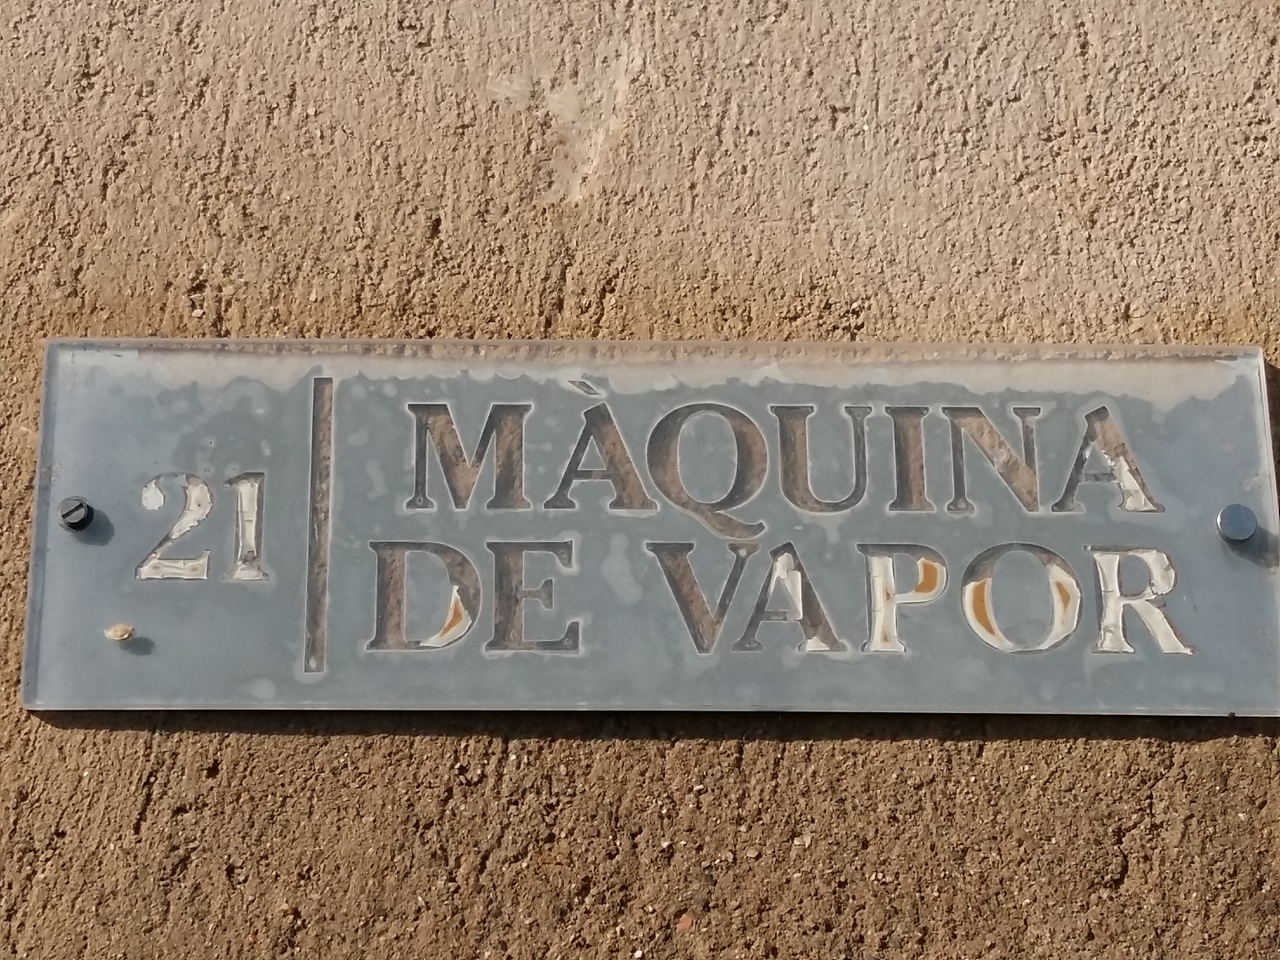 21
MÀQUINA
DE VAPOR